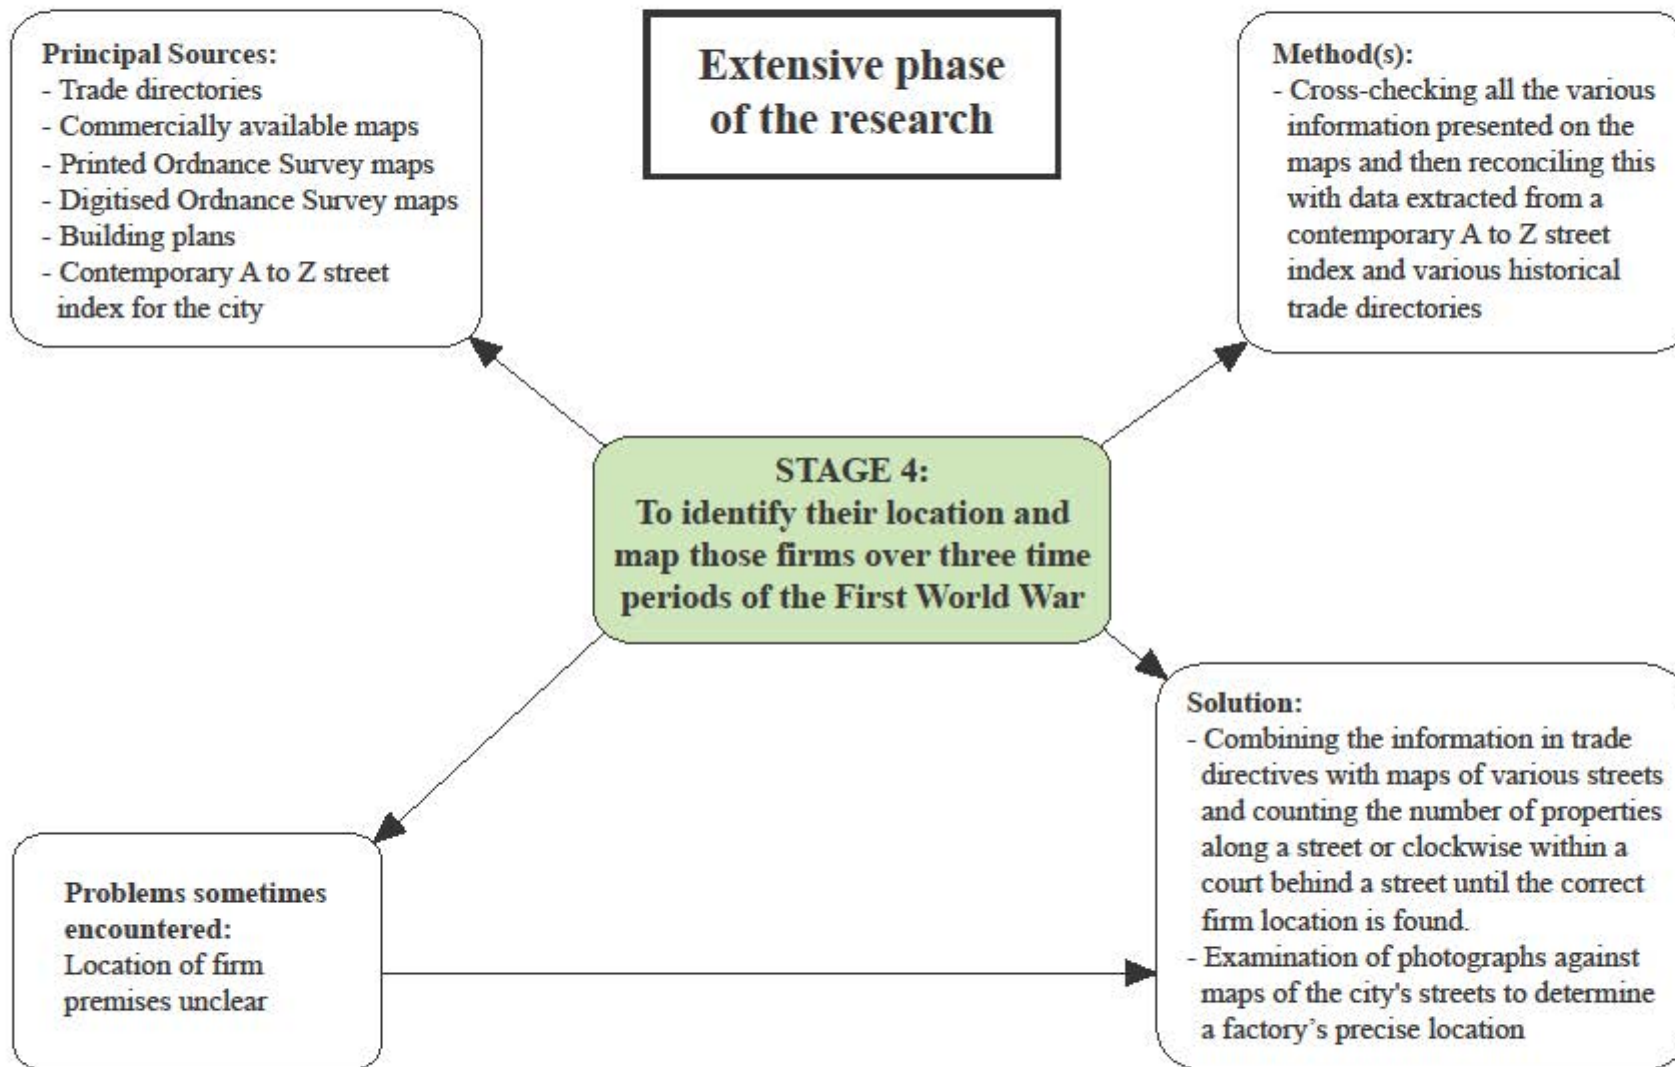 Extensive phase
of the research
Principal Sources:
- Trade directories
- Commercially available maps
- Printed Ordnance Survey maps
- Digitised Ordnance Survey maps
- Building plans
- Contemporary A to Z street
index for the city
Method(s):
- Cross-checking all the various
information presented on the
maps and then reconciling this
with data extracted from a
contemporary A to Z street
index and various historical
trade directories
STAGE 4:
To identify their location and
map those firms over three time
periods of the First World War
Problems sometimes
encountered:
Location of firm
premises unclear
Solution:
- Combining the information in trade
directives with maps of various streets
and counting the number of properties
along a street or clockwise within a
court behind a street until the correct
firm location is found.
- Examination of photographs against
maps of the city's streets to determine
a factory’s precise location